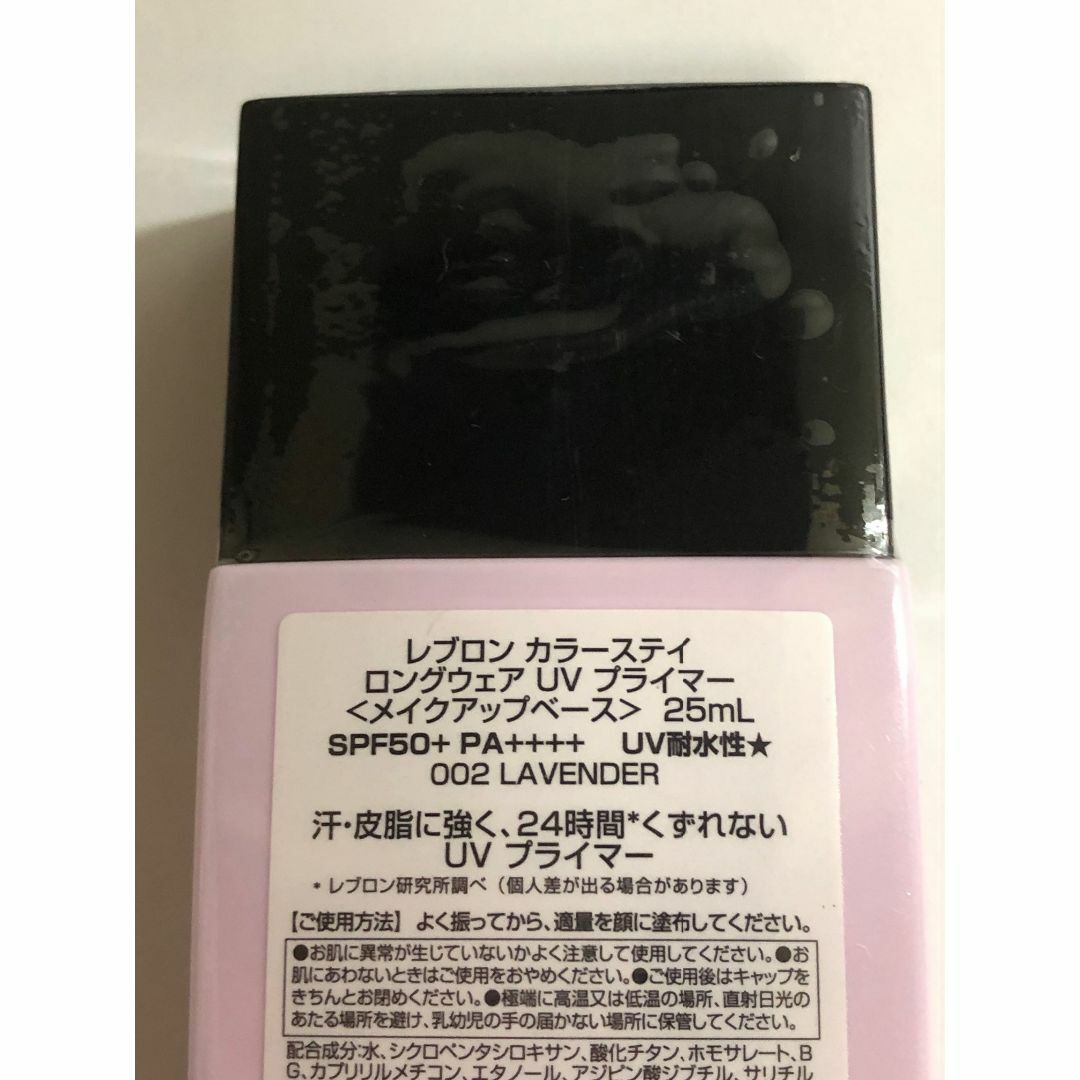 レブロン カラーステイ
ロングウェア UV プライマー
＜メイクアップベース＞ 25mL
SPF50+ PA++++ UV耐水性★
002 LAVENDER
汗・皮脂に強く、24時間*くずれない
UV プライマー
* レブロン研究所調べ（個人差が出る場合があります）
【ご使用方法】 よく振ってから、適量を顔に塗布してください。
●お肌に異常が生じていないかよく注意して使用してください。●お
肌にあわないときはご使用をおやめください。●ご使用後はキャップを
きちんとお閉めください。●極端に高温又は低温の場所、直射日光の
あたる場所を避け、乳幼児の手の届かない場所に保管してください。
配合成分:水、シクロペンタシロキサン、酸化チタン、ホモサレート、B
G、カプリリルメチコン、エタノール、アジピン酸ジブチル、サリチル